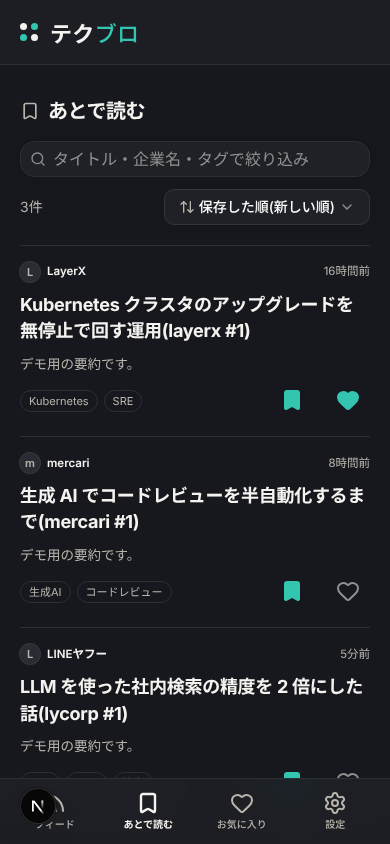 テクブロ
あとで読む
タイトル・企業名・タグで絞り込み
3件
保存した順(新しい順)
L LayerX 16時間前
Kubernetes クラスタのアップグレードを
無停止で回す運用(layerx #1)
デモ用の要約です。
Kubernetes SRE
m mercari 8時間前
生成 AI でコードレビューを半自動化するま
で(mercari #1)
デモ用の要約です。
生成AI コードレビュー
L LINEヤフー 5分前
LLM を使った社内検索の精度を 2 倍にした
話(lycorp #1)
デモ用の要約です。
N
フィード あとで読む お気に入り 設定